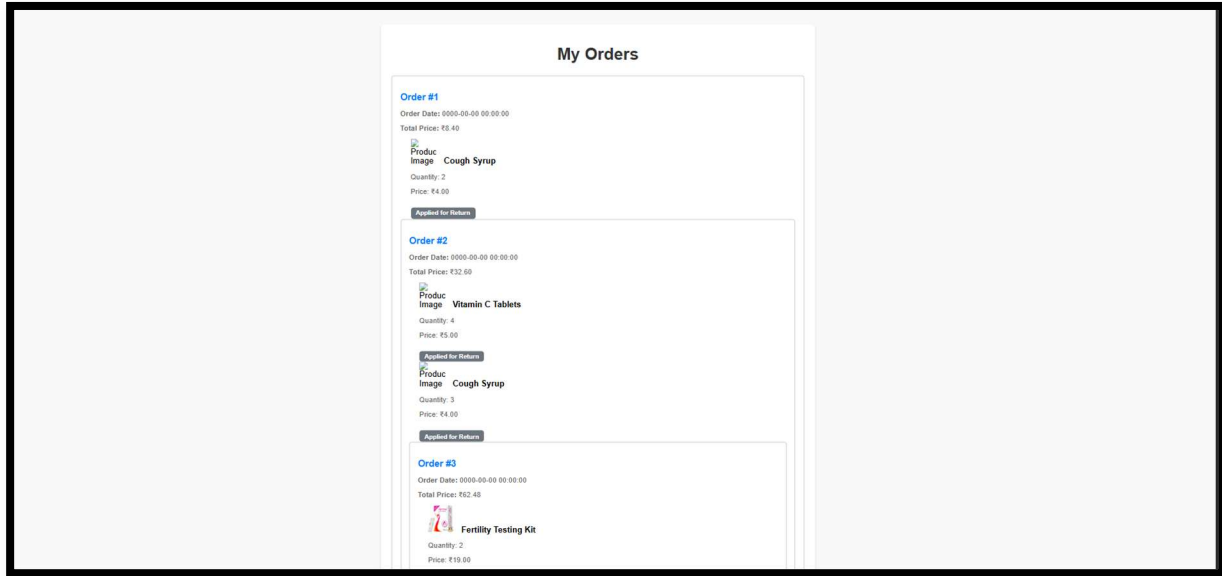 My Orders
Order #1
Order Date: 0000-00-00 00:00:00
Total Price: ₹8.40
Produc
Image Cough Syrup
Quantity: 2
Price: ₹4.00
Applied for Return
Order #2
Order Date: 0000-00-00 00:00:00
Total Price: ₹32.60
Produc
Image Vitamin C Tablets
Quantity: 4
Price: ₹5.00
Applied for Return
Produc
Image Cough Syrup
Quantity: 3
Price: ₹4.00
Applied for Return
Order #3
Order Date: 0000-00-00 00:00:00
Total Price: ₹62.48
Fertility Testing Kit
Quantity: 2
Price: ₹19.00